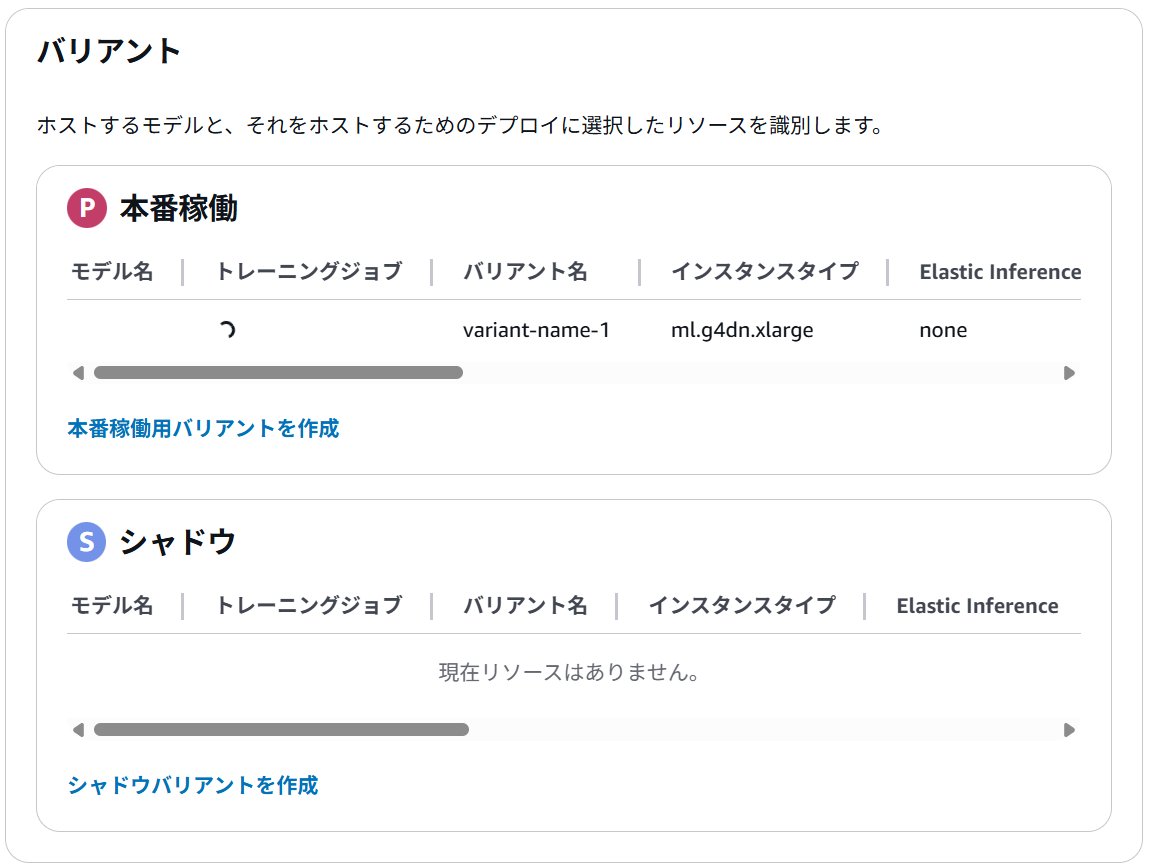 バリアント
ホストするモデルと、それをホストするためのデプロイに選択したリソースを識別します。
P 本番稼働
モデル名 トレーニングジョブ バリアント名 インスタンスタイプ Elastic Inference
variant-name-1 ml.g4dn.xlarge none
本番稼働用バリアントを作成
S シャドウ
モデル名 トレーニングジョブ バリアント名 インスタンスタイプ Elastic Inference
現在リソースはありません。
シャドウバリアントを作成